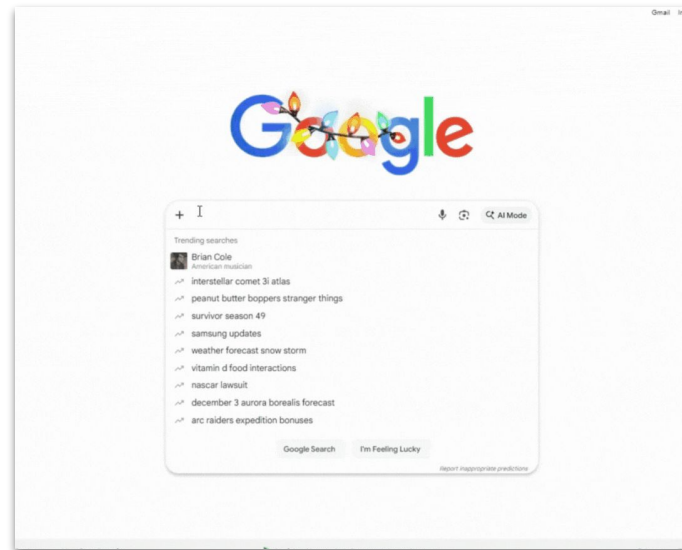 Gmail
Google
AI Mode
Trending searches
Brian Cole
American musician
interstellar comet 3i atlas
peanut butter boppers stranger things
survivor season 49
samsung updates
weather forecast snow storm
vitamin d food interactions
nascar lawsuit
december 3 aurora borealis forecast
arc raiders expedition bonuses
Google Search I'm Feeling Lucky
Report inappropriate predictions